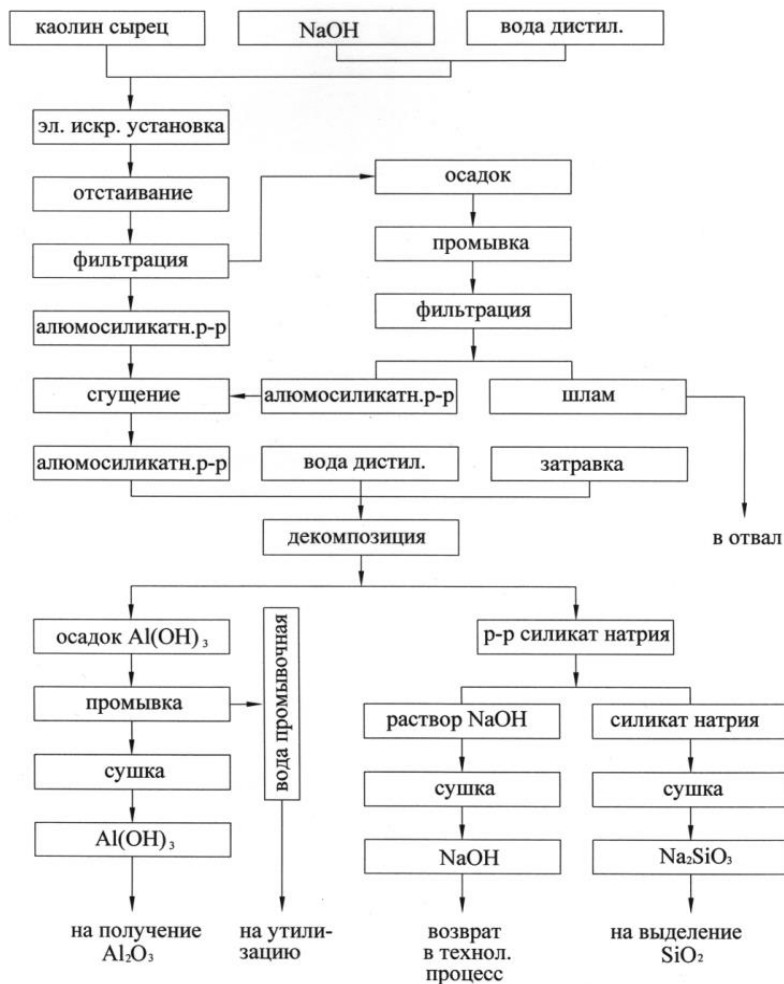 каолин сырец
NaOH
вода дистил.
эл. искр. установка
отстаивание
осадок
фильтрация
промывка
алюмосиликатн.р-р
фильтрация
сгущение
алюмосиликатн.р-р
шлам
алюмосиликатн.р-р
вода дистил.
затравка
декомпозиция
в отвал
осадок Al(OH)₃
вода промывочная
р-р силикат натрия
промывка
раствор NaOH
силикат натрия
сушка
сушка
сушка
Al(OH)₃
NaOH
Na₂SiO₃
на получение
Al₂O₃
на утили-
зацию
возврат
в технол.
процесс
на выделение
SiO₂